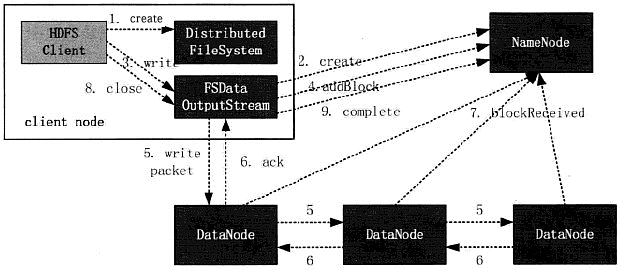 1. create
HDFS
Client
Distributed
FileSystem
3. write
8. close
FSData
OutputStream
client node
2. create
4.addBlock
9. complete
NameNode
7. blockReceived
5. write
packet
6. ack
DataNode
5
6
DataNode
5
6
DataNode